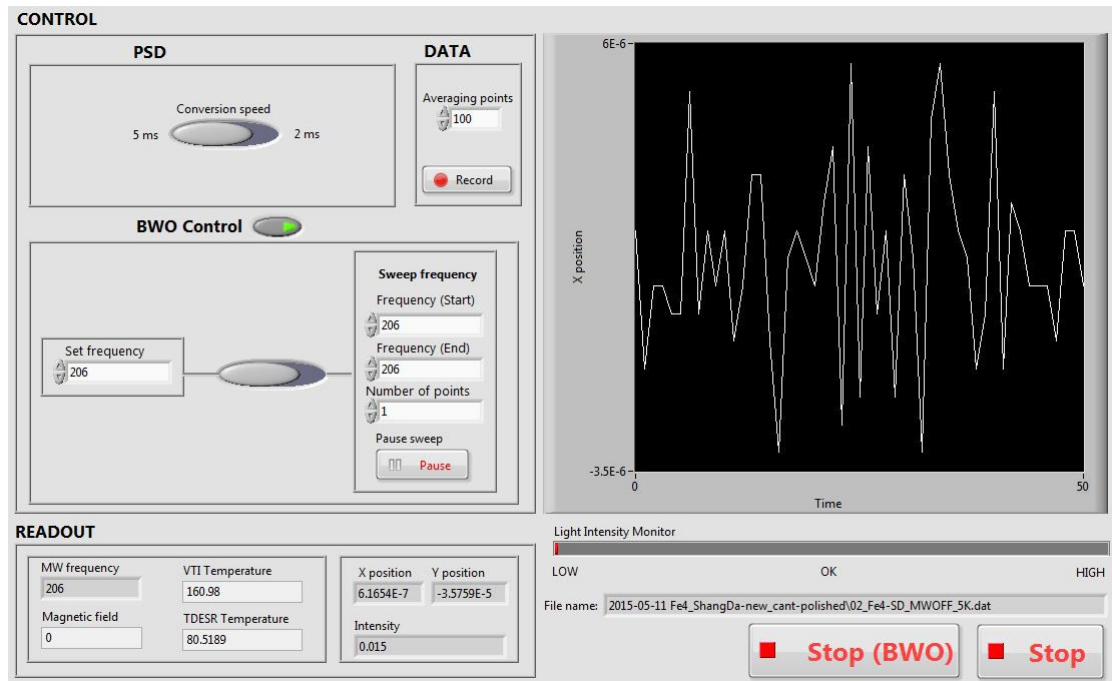 CONTROL
PSD
Conversion speed
5 ms
2 ms
DATA
Averaging points
100
Record
BWO Control
Set frequency
206
Sweep frequency
Frequency (Start)
206
Frequency (End)
206
Number of points
1
Pause sweep
Pause
6E-6
X position
-3.5E-6
0
50
Time
READOUT
MW frequency
206
Magnetic field
0
VTI Temperature
160.98
TDESR Temperature
80.5189
X position
6.1654E-7
Y position
-3.5759E-5
Intensity
0.015
Light Intensity Monitor
LOW
OK
HIGH
File name: 2015-05-11 Fe4_ShangDa-new_cant-polished\02_Fe4-SD_MWOFF_5K.dat
Stop (BWO)
Stop